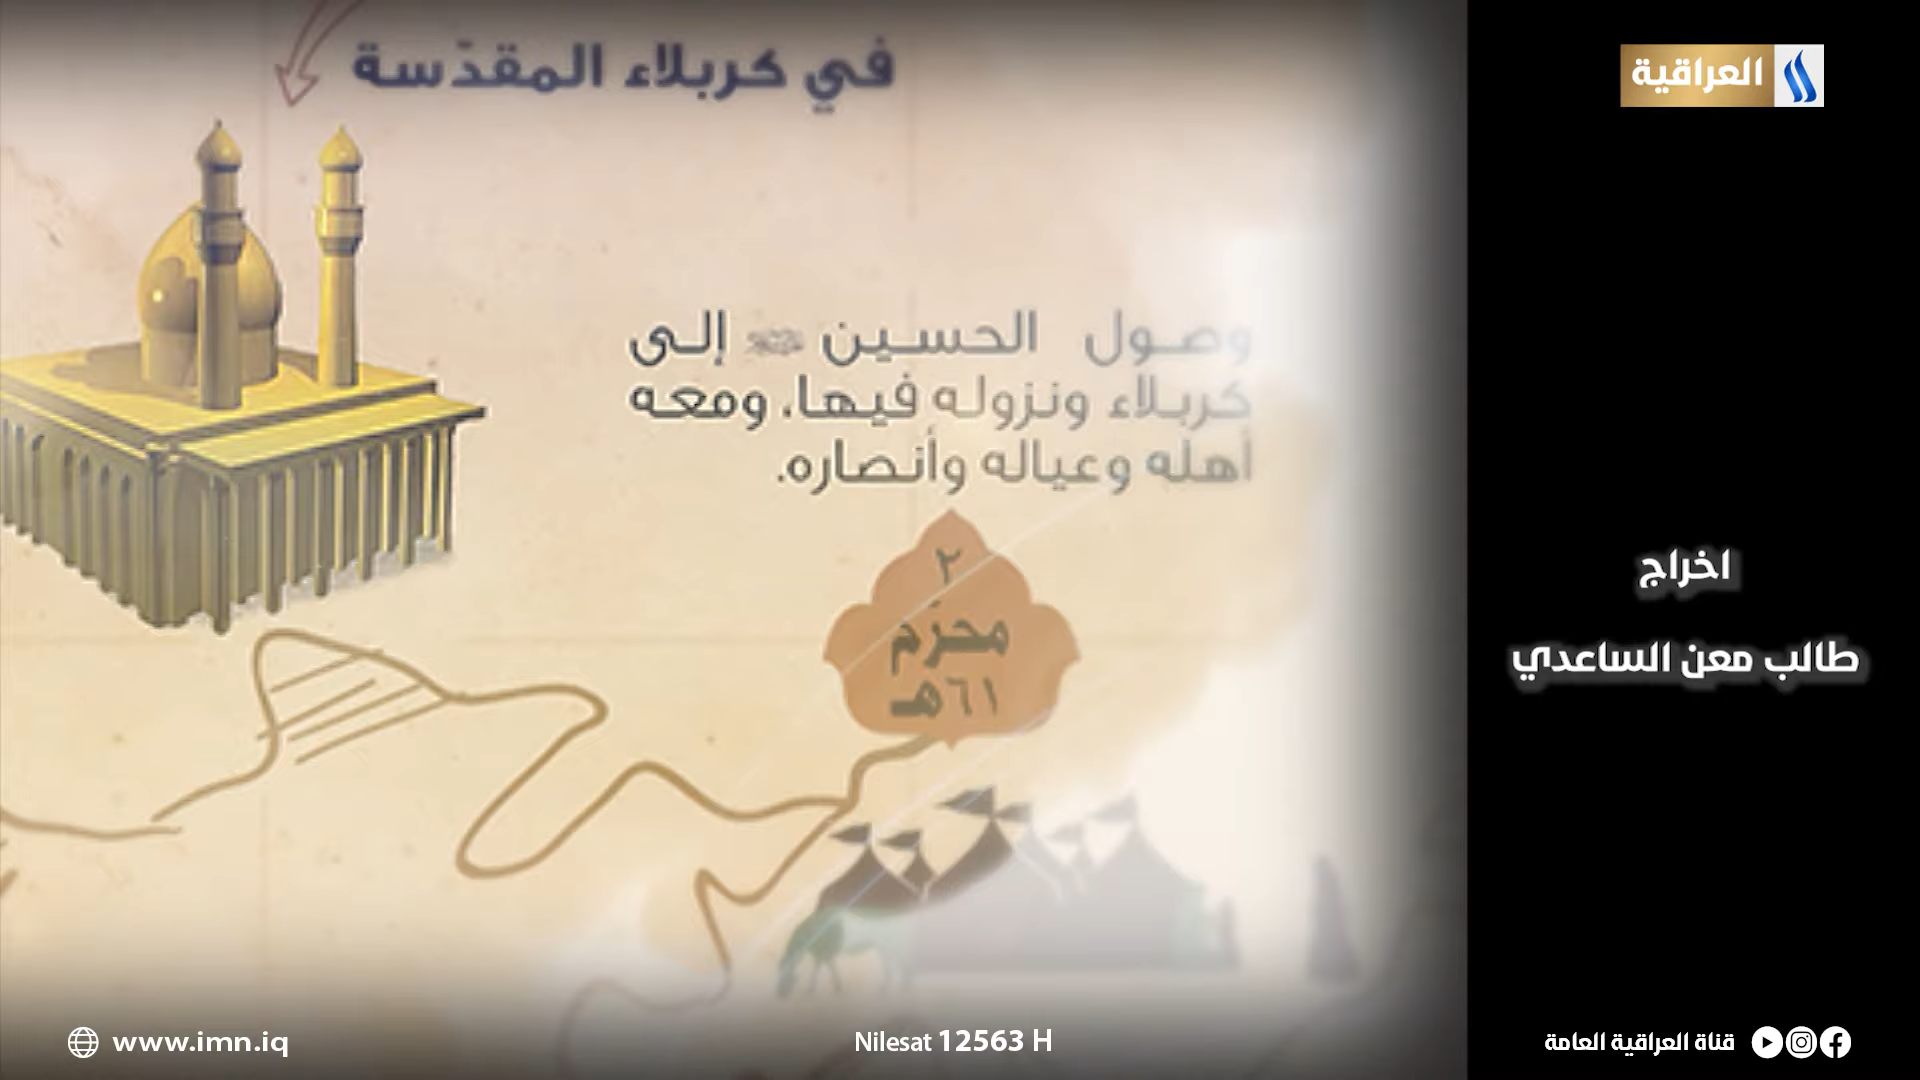 في كربلاء المقدّسة
العراقية
وصول الحسين إلى
كربلاء ونزوله فيها، ومعه
أهله وعياله وأنصاره.
٢
محرّم
٦١هـ
اخراج
طالب معن الساعدي
www.imn.iq
Nilesat 12563 H
قناة العراقية العامة